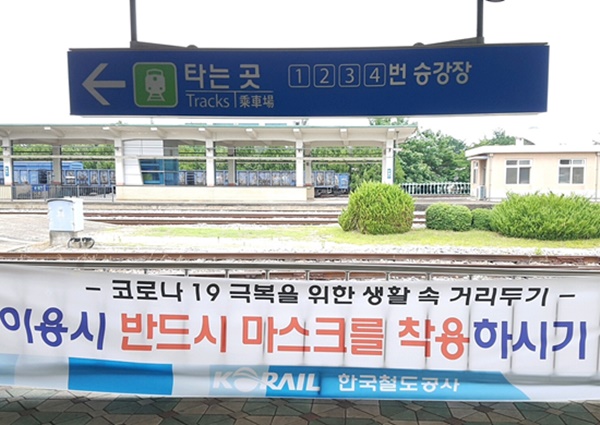 타는 곳 1 2 3 4 번 승강장
Tracks | 乘車場
- 코로나 19 극복을 위한 생활 속 거리두기 -
이용시 반드시 마스크를 착용하시기
KORAIL 한국철도공사